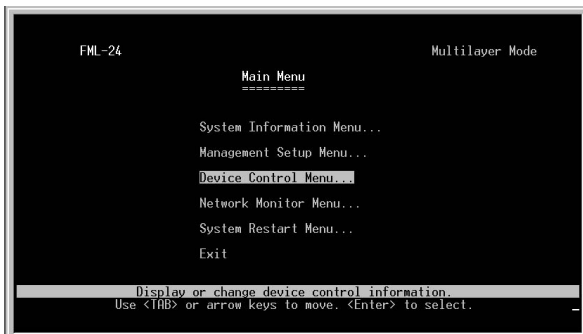 FML-24 Multilayer Mode
Main Menu
=========
System Information Menu...
Management Setup Menu...
Device Control Menu...
Network Monitor Menu...
System Restart Menu...
Exit
Display or change device control information.
Use <TAB> or arrow keys to move. <Enter> to select.